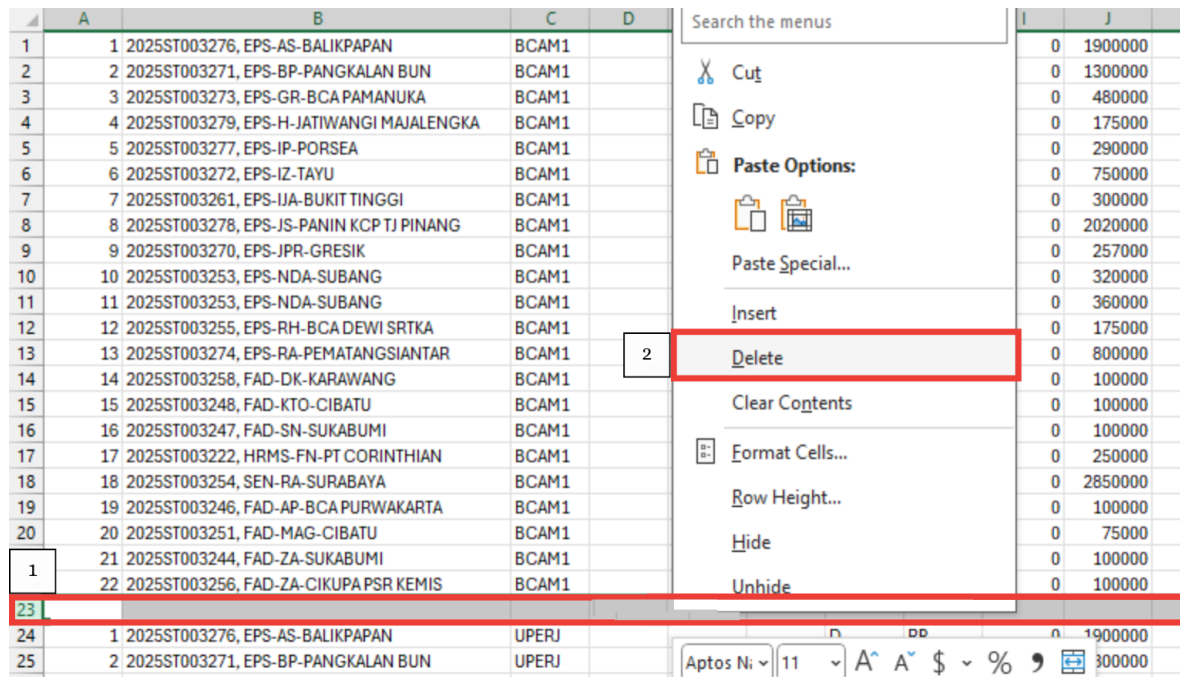 A B C D I J
Search the menus
1 1 2025ST003276, EPS-AS-BALIKPAPAN BCAM1 0 1900000
2 2 2025ST003271, EPS-BP-PANGKALAN BUN BCAM1 Cut 0 1300000
3 3 2025ST003273, EPS-GR-BCA PAMANUKA BCAM1 0 480000
4 4 2025ST003279, EPS-H-JATIWANGI MAJALENGKA BCAM1 Copy 0 175000
5 5 2025ST003277, EPS-IP-PORSEA BCAM1 0 290000
Paste Options:
6 6 2025ST003272, EPS-IZ-TAYU BCAM1 0 750000
7 7 2025ST003261, EPS-IJA-BUKIT TINGGI BCAM1 0 300000
8 8 2025ST003278, EPS-JS-PANIN KCP TJ PINANG BCAM1 0 2020000
9 9 2025ST003270, EPS-JPR-GRESIK BCAM1 0 257000
Paste Special...
10 10 2025ST003253, EPS-NDA-SUBANG BCAM1 0 320000
11 11 2025ST003253, EPS-NDA-SUBANG BCAM1 0 360000
Insert
12 12 2025ST003255, EPS-RH-BCA DEWI SRTKA BCAM1 0 175000
13 13 2025ST003274, EPS-RA-PEMATANGSIANTAR BCAM1 2 Delete 0 800000
14 14 2025ST003258, FAD-DK-KARAWANG BCAM1 0 100000
15 15 2025ST003248, FAD-KTO-CIBATU BCAM1 Clear Contents 0 100000
16 16 2025ST003247, FAD-SN-SUKABUMI BCAM1 0 100000
17 17 2025ST003222, HRMS-FN-PT CORINTHIAN BCAM1 Format Cells... 0 250000
18 18 2025ST003254, SEN-RA-SURABAYA BCAM1 0 2850000
19 19 2025ST003246, FAD-AP-BCA PURWAKARTA BCAM1 Row Height... 0 100000
20 20 2025ST003251, FAD-MAG-CIBATU BCAM1 Hide 0 75000
21 2025ST003244, FAD-ZA-SUKABUMI BCAM1 0 100000
1
22 2025ST003256, FAD-ZA-CIKUPA PSR KEMIS BCAM1 Unhide 0 100000
23
24 1 2025ST003276, EPS-AS-BALIKPAPAN UPERJ 0 1900000
25 2 2025ST003271, EPS-BP-PANGKALAN BUN UPERJ 11 $ % 300000